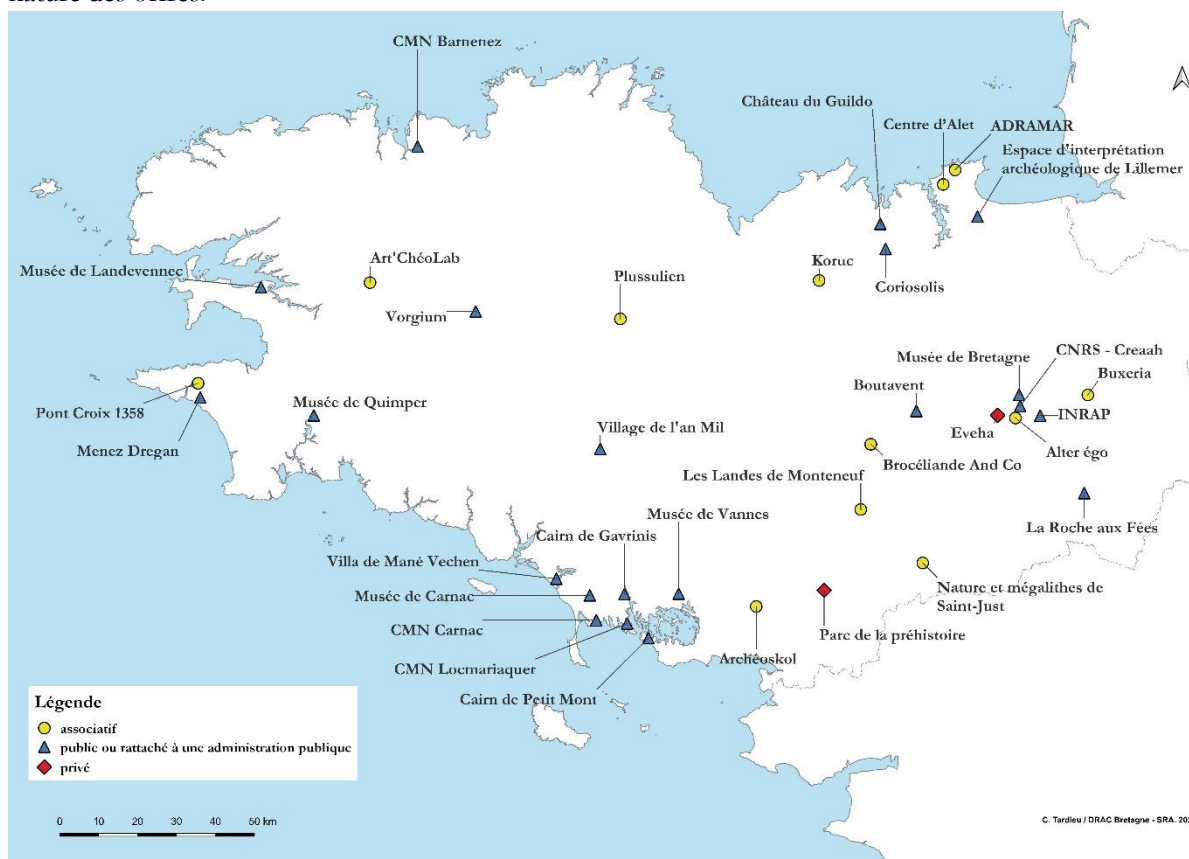 CMN Barnenez
Château du Guildo
Centre d'Alet
ADRAMAR
Espace d'interprétation
archéologique de Lillemer
Musée de Landevennec
Art'ChéoLab
Vorgium
Plussulien
Koruc
Coriosolis
CNRS - Creaah
Musée de Bretagne
Buxeria
Boutavent
INRAP
Eveha
Alter égo
Pont Croix 1358
Menez Dregan
Musée de Quimper
Village de l'an Mil
Brocéliande And Co
Les Landes de Monteneuf
La Roche aux Fées
Musée de Vannes
Cairn de Gavrinis
Villa de Mané Vechen
Musée de Carnac
CMN Carnac
CMN Locmariaquer
Cairn de Petit Mont
Archéoskol
Parc de la préhistoire
Nature et mégalithes de
Saint-Just
Légende
associatif
public ou rattaché à une administration publique
privé
0 10 20 30 40 50 km
C. Tardieu / DRAC Bretagne - SRA.